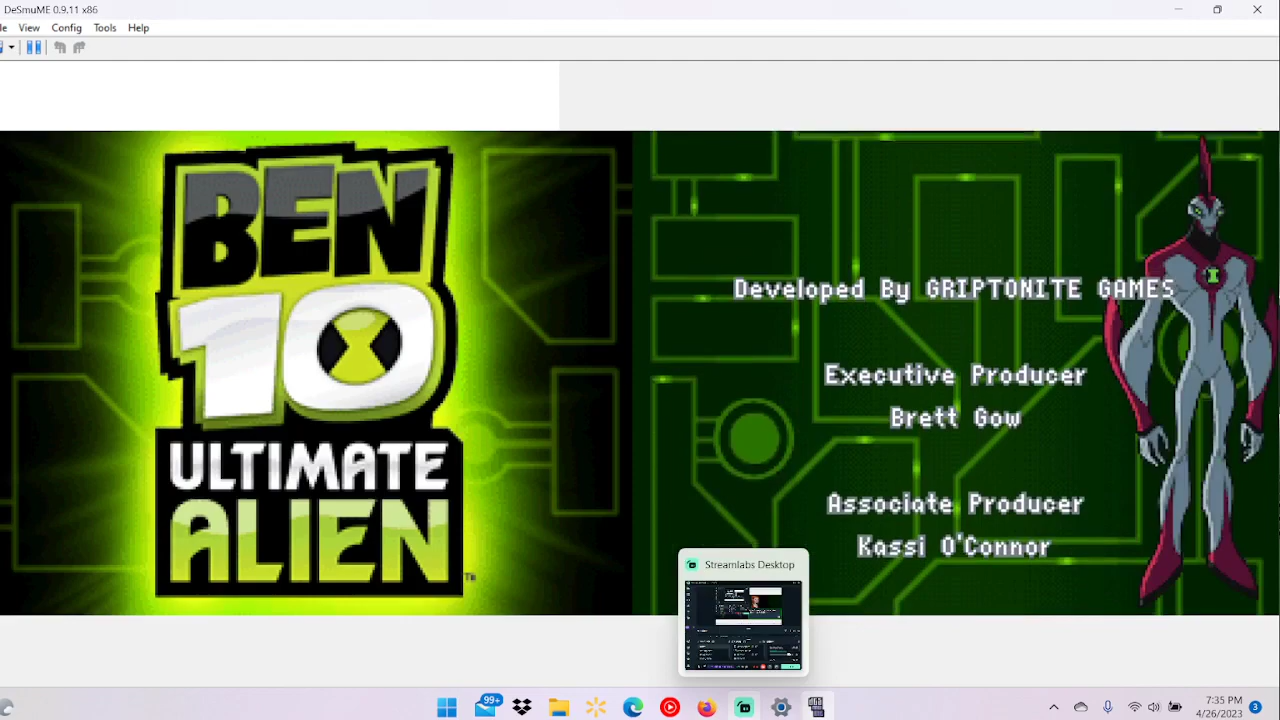 DeSmuME 0.9.11 x86
le View Config Tools Help
BEN
10
ULTIMATE
ALIEN
Developed By GRIPTONITE GAMES
Executive Producer
Brett Gow
Associate Producer
Kassi O'Connor
Streamlabs Desktop
99+
7:35 PM
4/26/2023
3